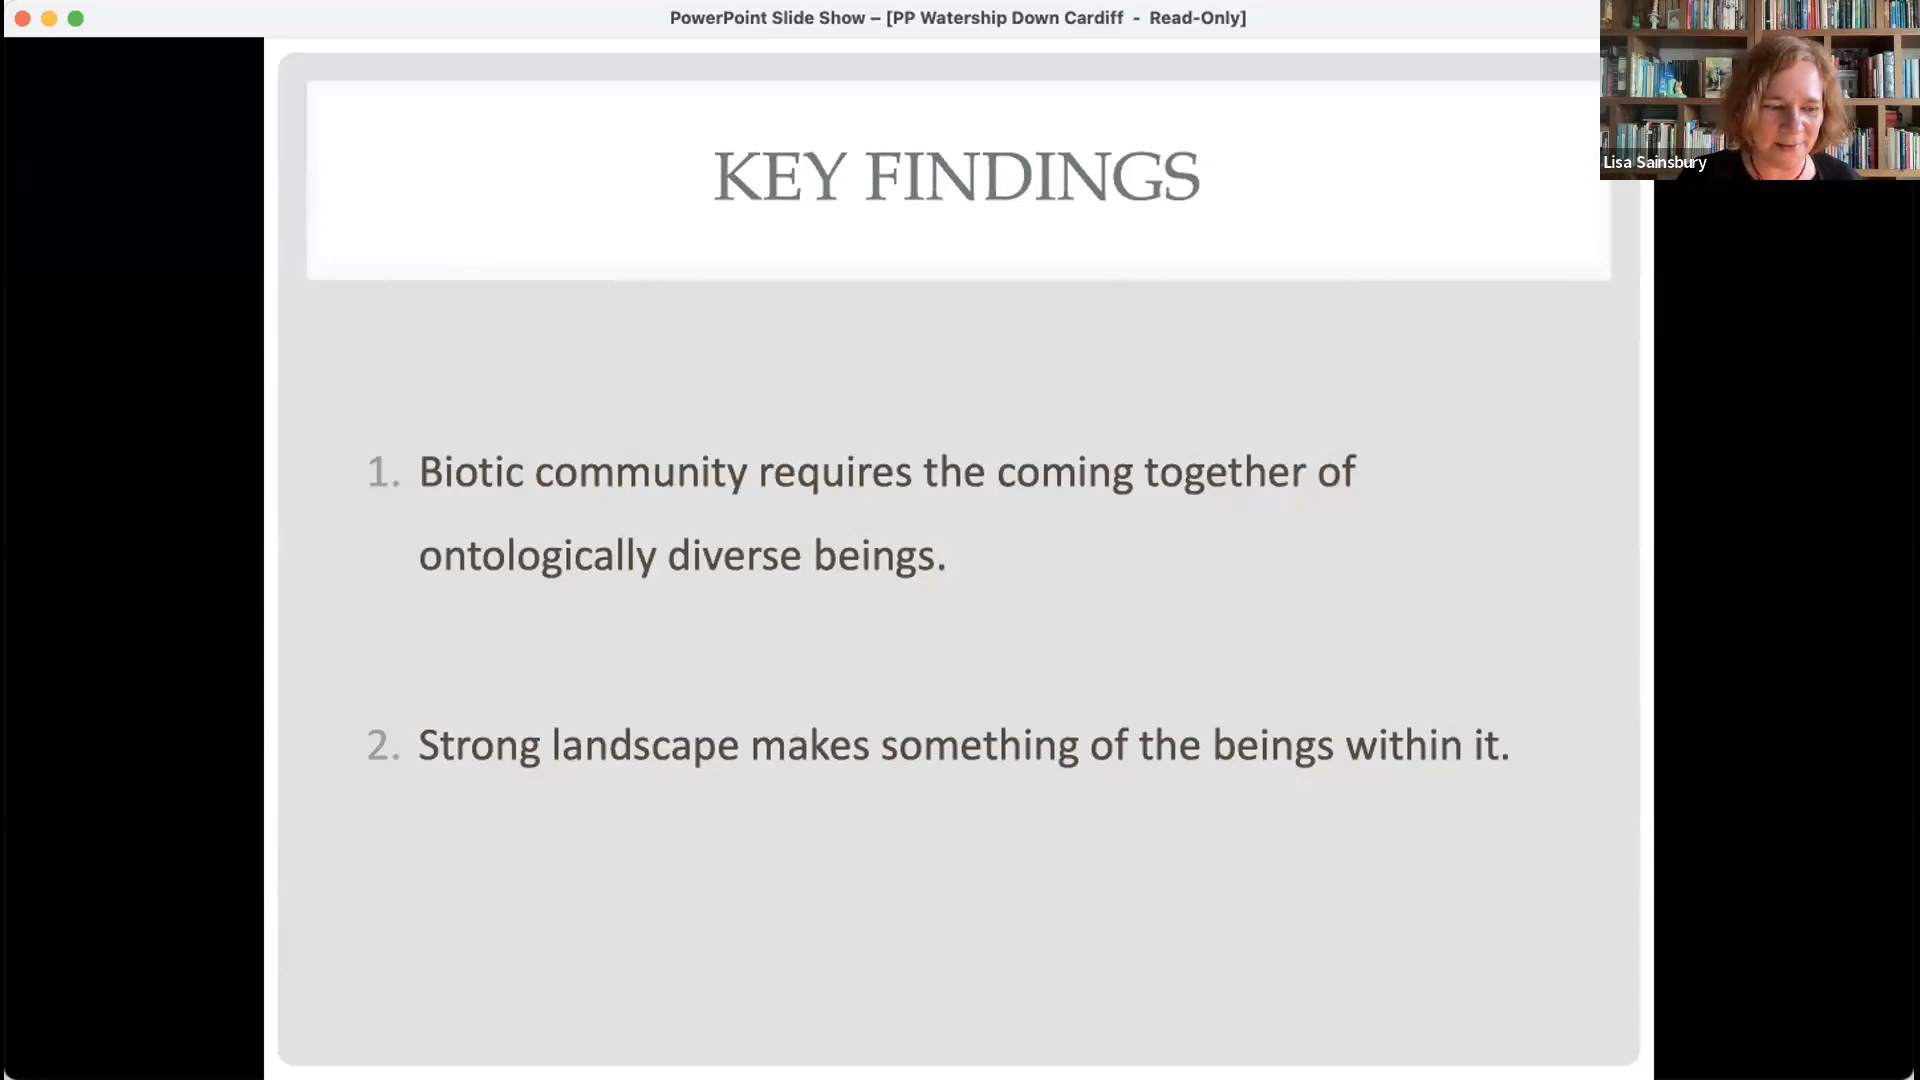 PowerPoint Slide Show – [PP Watership Down Cardiff - Read-Only]
Lisa Sainsbury
KEY FINDINGS
1. Biotic community requires the coming together of
ontologically diverse beings.
2. Strong landscape makes something of the beings within it.